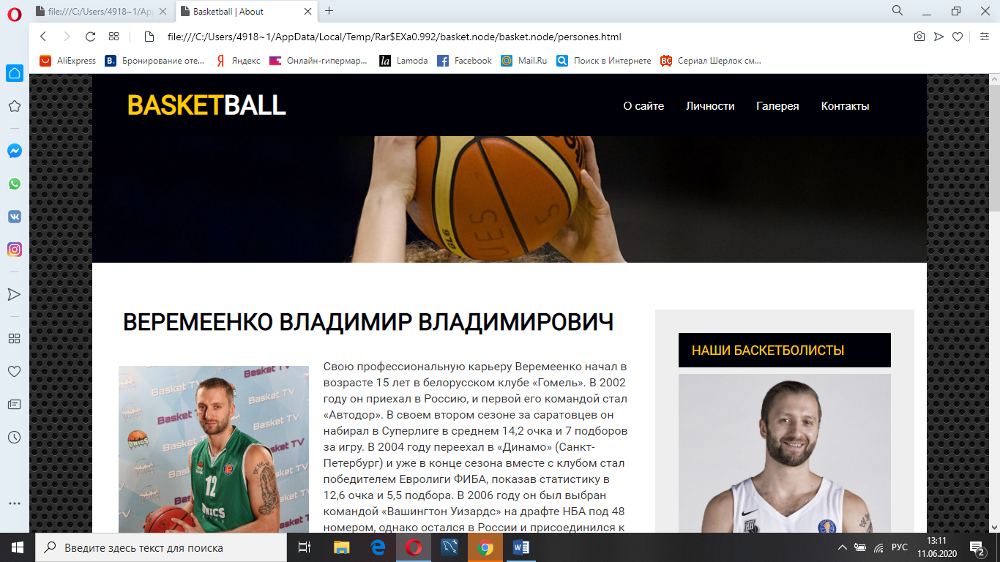 file:///C:/Users/4918~1/App
Basketball | About
file:///C:/Users/4918~1/AppData/Local/Temp/Rar$EXa0.992/basket.node/basket.node/persones.html
AliExpress
Бронирование оте...
Яндекс
Онлайн-гипермар...
Lamoda
Facebook
Mail.Ru
Поиск в Интернете
Сериал Шерлок см...
BASKETBALL
О сайте
Личности
Галерея
Контакты
ВЕРЕМЕЕНКО ВЛАДИМИР ВЛАДИМИРОВИЧ
Свою профессиональную карьеру Веремеенко начал в
возрасте 15 лет в белорусском клубе «Гомель». В 2002
году он приехал в Россию, и первой его командой стал
«Автодор». В своем втором сезоне за саратовцев он
набирал в Суперлиге в среднем 14,2 очка и 7 подборов
за игру. В 2004 году переехал в «Динамо» (Санкт-
Петербург) и уже в конце сезона вместе с клубом стал
победителем Евролиги ФИБА, показав статистику в
12,6 очка и 5,5 подбора. В 2006 году он был выбран
командой «Вашингтон Уизардс» на драфте НБА под 48
номером, однако остался в России и присоединился к
Basket TV
Basket TV
Basket TV
UNICS
12
UNICS
НАШИ БАСКЕТБОЛИСТЫ
Введите здесь текст для поиска
РУС
13:11
11.06.2020
2